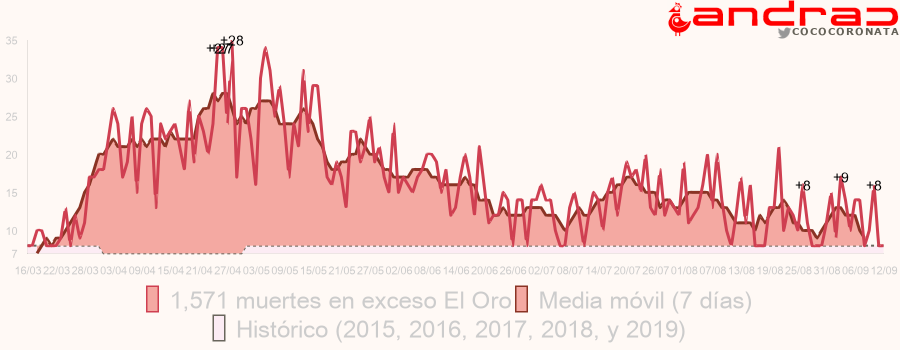 andrac
COCOCORONATA
35
+28
+27
30
25
20
15
+8
+9
+8
10
7
16/03 22/03 28/03 03/04 09/04 15/04 21/04 27/04 03/05 09/05 15/05 21/05 27/05 02/06 08/06 14/06 20/06 26/06 02/07 08/07 14/07 20/07 26/07 01/08 07/08 13/08 19/08 25/08 31/08 06/09 12/09
1,571 muertes en exceso El Oro Media móvil (7 días)
Histórico (2015, 2016, 2017, 2018, y 2019)